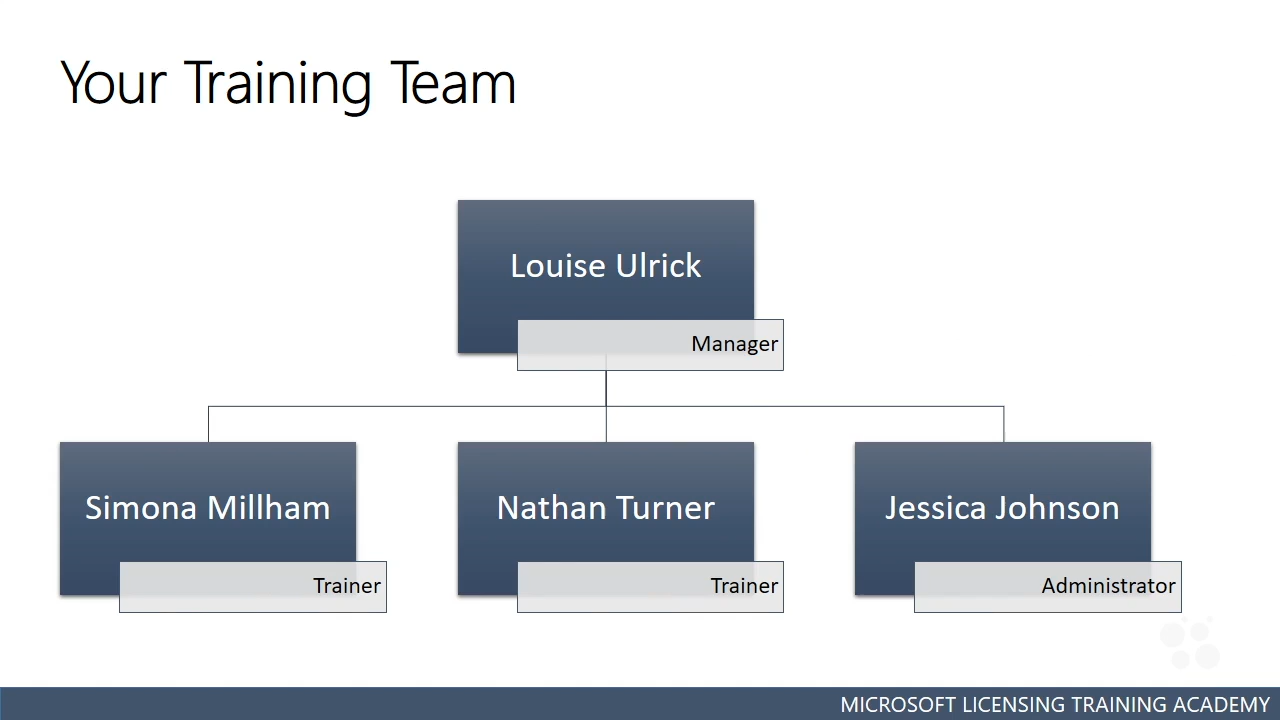 Your Training Team
Louise Ulrick
Manager
Simona Millham
Trainer
Nathan Turner
Trainer
Jessica Johnson
Administrator
MICROSOFT LICENSING TRAINING ACADEMY